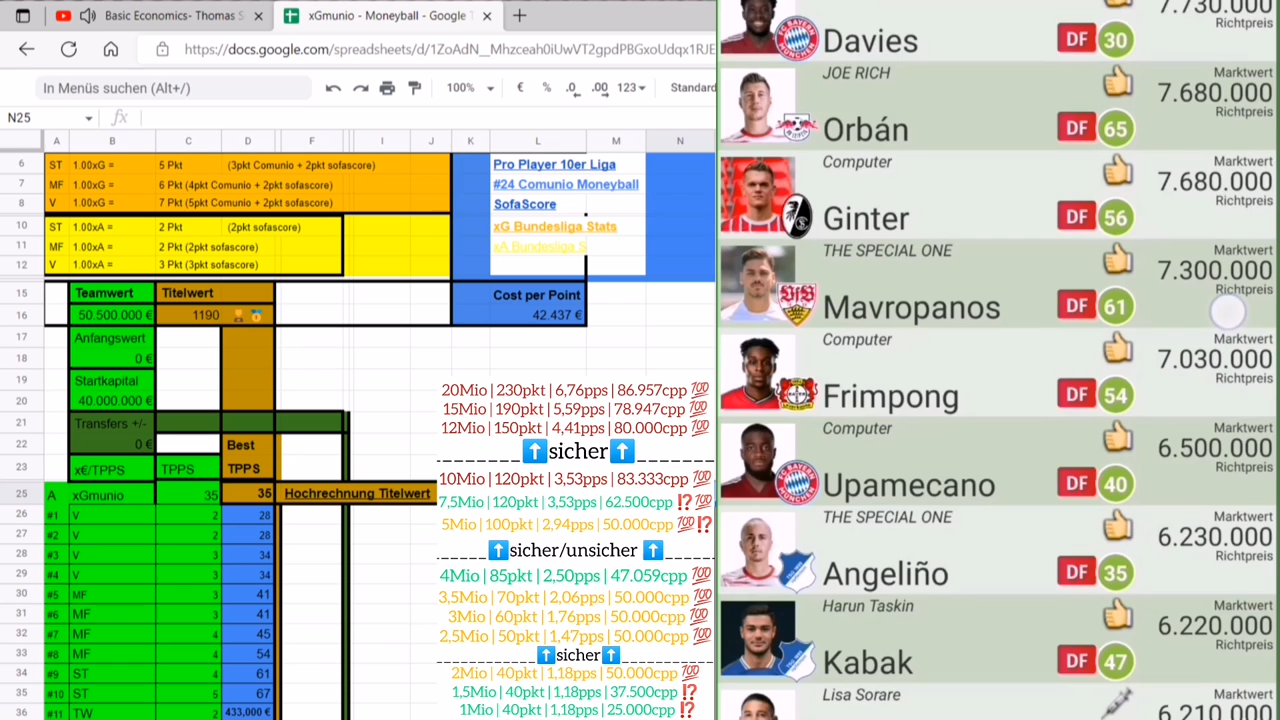 Basic Economics- Thomas S
xGmunio - Moneyball - Google T
https://docs.google.com/spreadsheets/d/1ZoAdN__Mhzceah0iUwVT2gpdPBGxoUdqx1RJE
In Menüs suchen (Alt+/)
100%
€ % .0 .00 123
Standard
N25
fx
A B C D F I J K L M N
6 ST 1.00xG = 5 Pkt (3pkt Comunio + 2pkt sofascore)
7 MF 1.00xG = 6 Pkt (4pkt Comunio + 2pkt sofascore)
8 V 1.00xG = 7 Pkt (5pkt Comunio + 2pkt sofascore)
10 ST 1.00xA = 2 Pkt (2pkt sofascore)
11 MF 1.00xA = 2 Pkt (2pkt sofascore)
12 V 1.00xA = 3 Pkt (3pkt sofascore)
Pro Player 10er Liga
#24 Comunio Moneyball
SofaScore
xG Bundesliga Stats
xA Bundesliga S
15 Teamwert Titelwert Cost per Point
16 50.500.000 € 1190 42.437 €
17 Anfangswert
18 0 €
19 Startkapital
20 40.000.000 €
21 Transfers +/-
22 0 € Best
23 x€/TPPS TPPS TPPS
25 A xGmunio 35 35 Hochrechnung Titelwert
26 #1 V 2 28
27 #2 V 2 28
28 #3 V 3 34
29 #4 V 3 34
30 #5 MF 3 41
31 #6 MF 3 41
32 #7 MF 4 45
33 #8 MF 4 54
34 #9 ST 4 61
35 #10 ST 5 67
36 #11 TW 2 433,000 €
20Mio | 230pkt | 6,76pps | 86.957cpp 💯
15Mio | 190pkt | 5,59pps | 78.947cpp 💯
12Mio | 150pkt | 4,41pps | 80.000cpp 💯
⬆️sicher⬆️
10Mio | 120pkt | 3,53pps | 83.333cpp 💯
7,5Mio | 120pkt | 3,53pps | 62.500cpp ⁉️💯
5Mio | 100pkt | 2,94pps | 50.000cpp 💯⁉️
⬆️sicher/unsicher ⬆️
4Mio | 85pkt | 2,50pps | 47.059cpp 💯
3,5Mio | 70pkt | 2,06pps | 50.000cpp 💯
3Mio | 60pkt | 1,76pps | 50.000cpp 💯
2,5Mio | 50pkt | 1,47pps | 50.000cpp 💯
⬆️sicher⬆️
2Mio | 40pkt | 1,18pps | 50.000cpp 💯
1,5Mio | 40pkt | 1,18pps | 37.500cpp ⁉️
1Mio | 40pkt | 1,18pps | 25.000cpp ⁉️
7.730.000
Richtpreis
Davies DF 30
JOE RICH Marktwert
7.680.000
Richtpreis
Orbán DF 65
Computer Marktwert
7.680.000
Richtpreis
Ginter DF 56
THE SPECIAL ONE Marktwert
7.300.000
Richtpreis
Mavropanos DF 61
Computer Marktwert
7.030.000
Richtpreis
Frimpong DF 54
Computer Marktwert
6.500.000
Richtpreis
Upamecano DF 40
THE SPECIAL ONE Marktwert
6.230.000
Richtpreis
Angeliño DF 35
Harun Taskin Marktwert
6.220.000
Richtpreis
Kabak DF 47
Lisa Sorare Marktwert
6.210.000